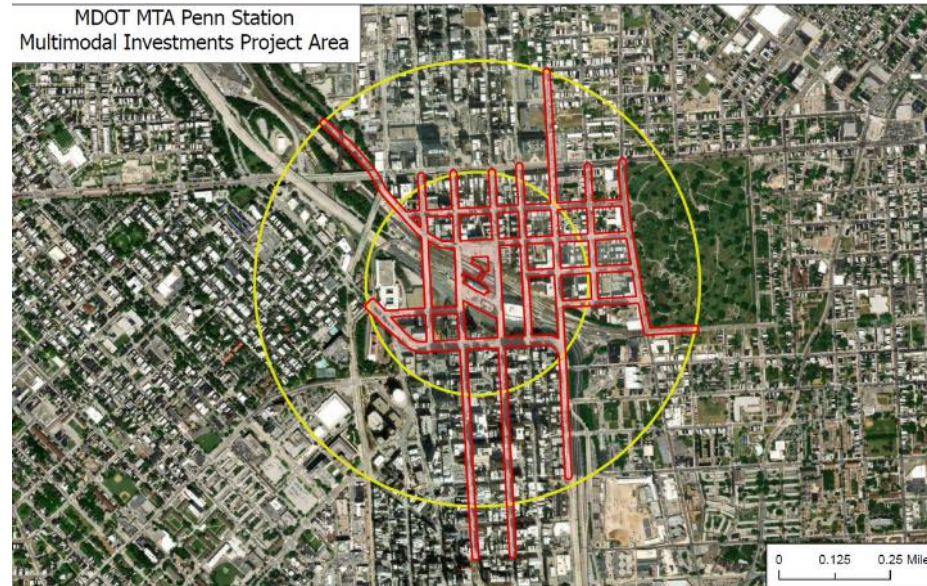 MDOT MTA Penn Station
Multimodal Investments Project Area
0 0.125 0.25 Mile